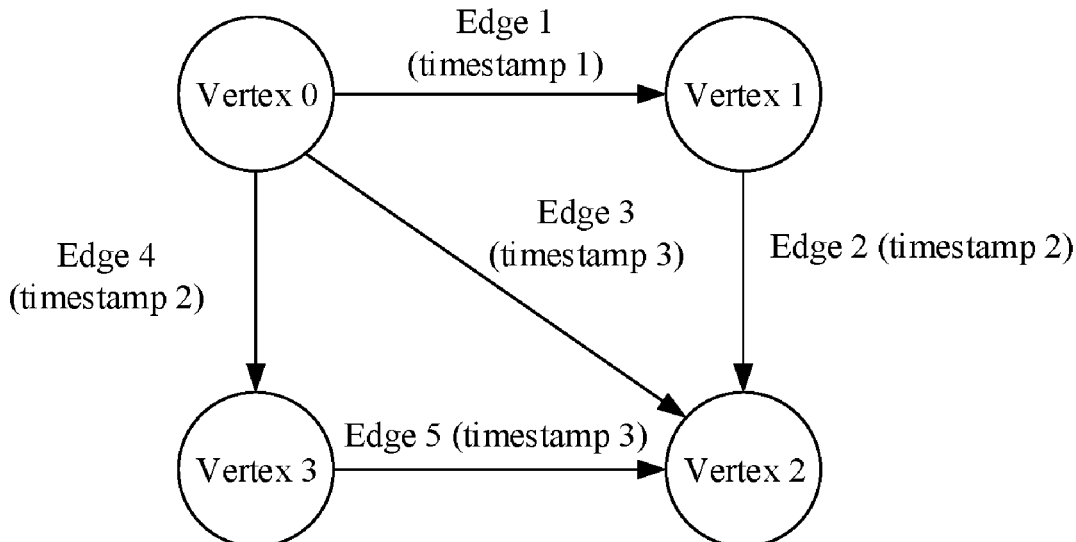 Edge 1
(timestamp 1)
Vertex 0
Vertex 1
Edge 3
(timestamp 3)
Edge 2 (timestamp 2)
Edge 4
(timestamp 2)
Edge 5 (timestamp 3)
Vertex 3
Vertex 2